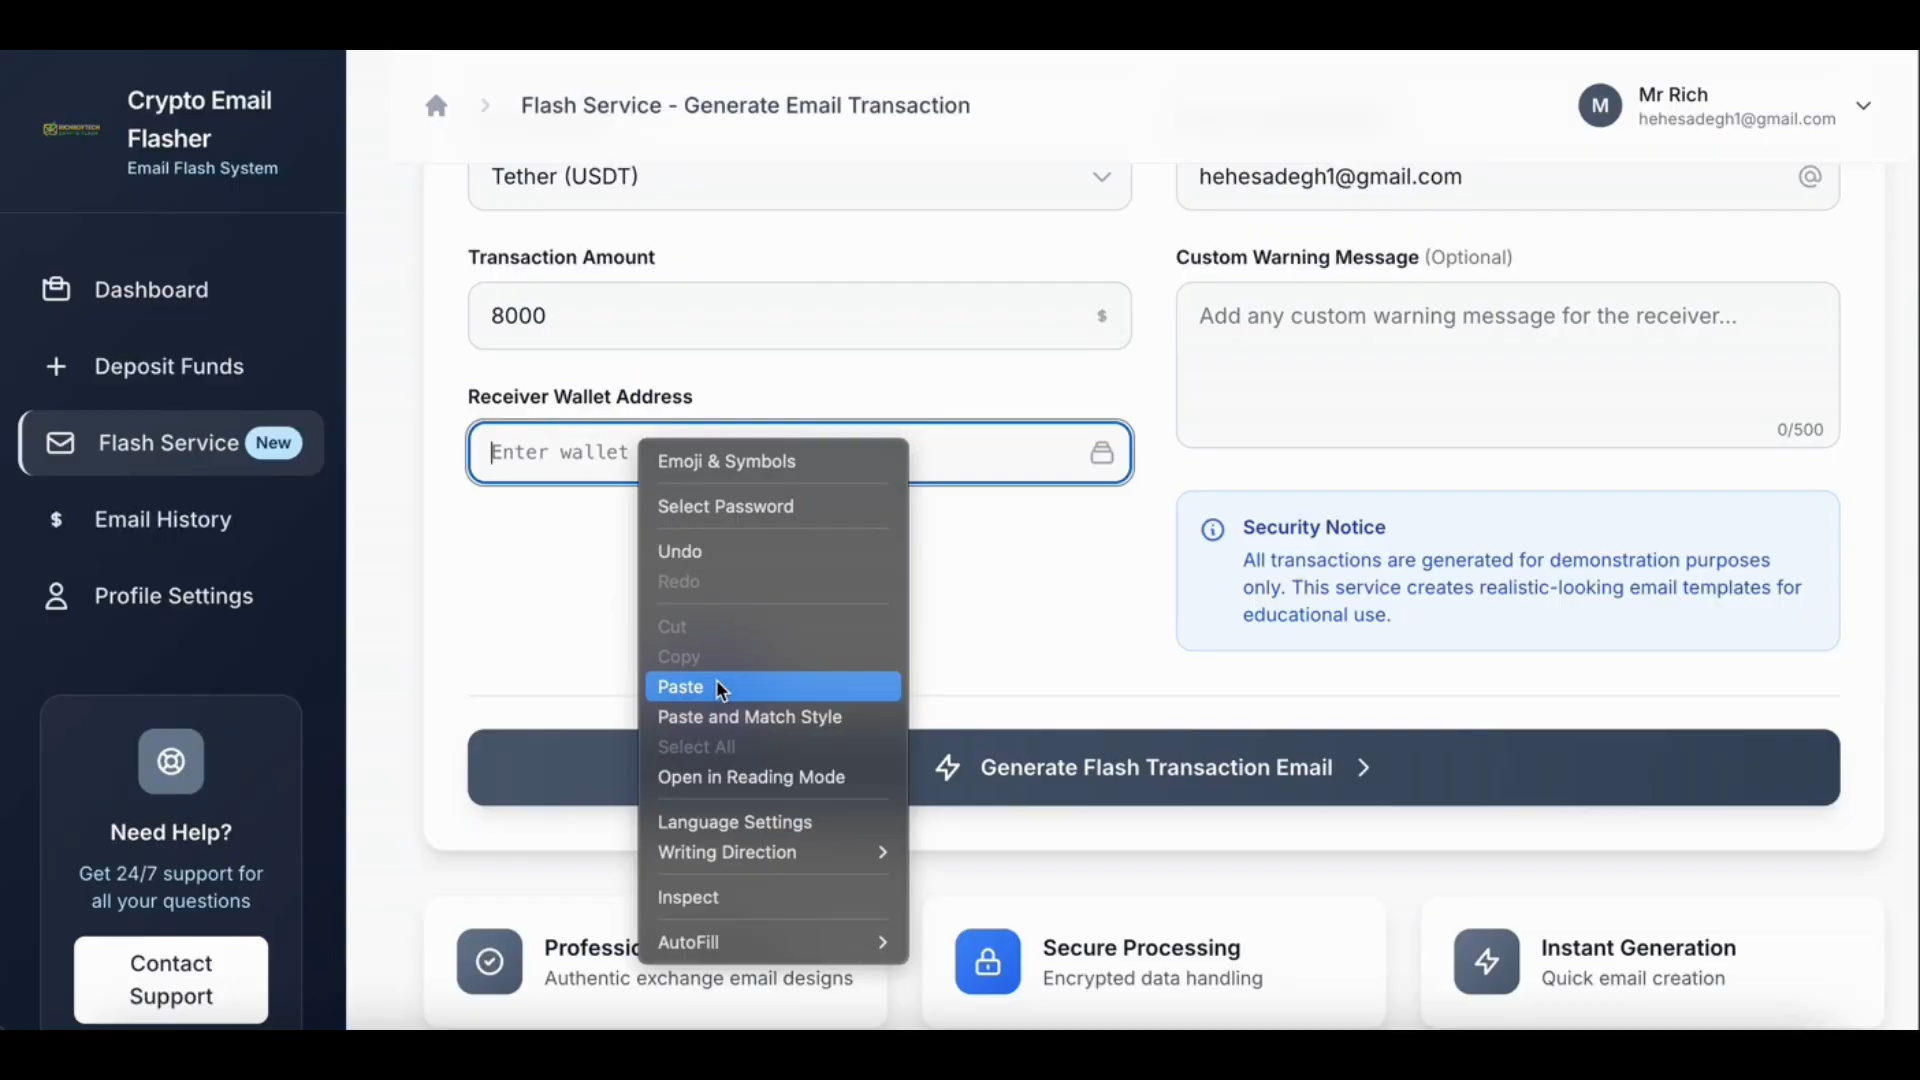 Crypto Email
Flasher
Email Flash System
Dashboard
Deposit Funds
Flash Service New
Email History
Profile Settings
Need Help?
Get 24/7 support for
all your questions
Contact
Support
Flash Service - Generate Email Transaction
M
Mr Rich
hehesadegh1@gmail.com
Tether (USDT)
hehesadegh1@gmail.com
Transaction Amount
8000
$
Custom Warning Message (Optional)
Add any custom warning message for the receiver...
0/500
Receiver Wallet Address
Enter wallet
Emoji & Symbols
Select Password
Undo
Redo
Cut
Copy
Paste
Paste and Match Style
Select All
Open in Reading Mode
Language Settings
Writing Direction
Inspect
AutoFill
Security Notice
All transactions are generated for demonstration purposes
only. This service creates realistic-looking email templates for
educational use.
Generate Flash Transaction Email
Authentic exchange email designs
Secure Processing
Encrypted data handling
Instant Generation
Quick email creation